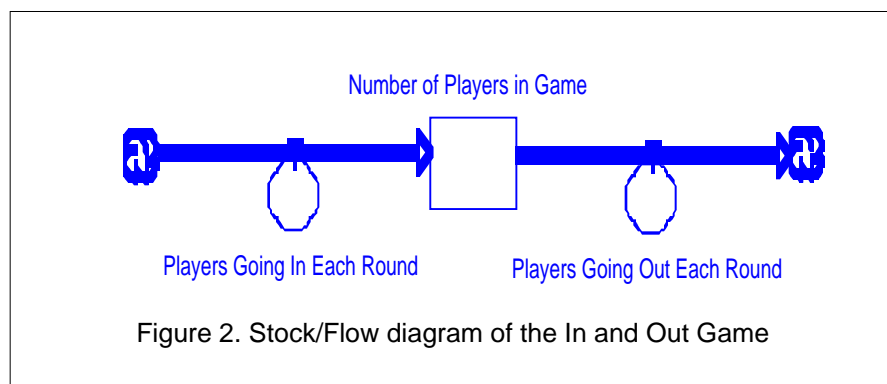 Number of Players in Game
Players Going In Each Round
Players Going Out Each Round
Figure 2. Stock/Flow diagram of the In and Out Game